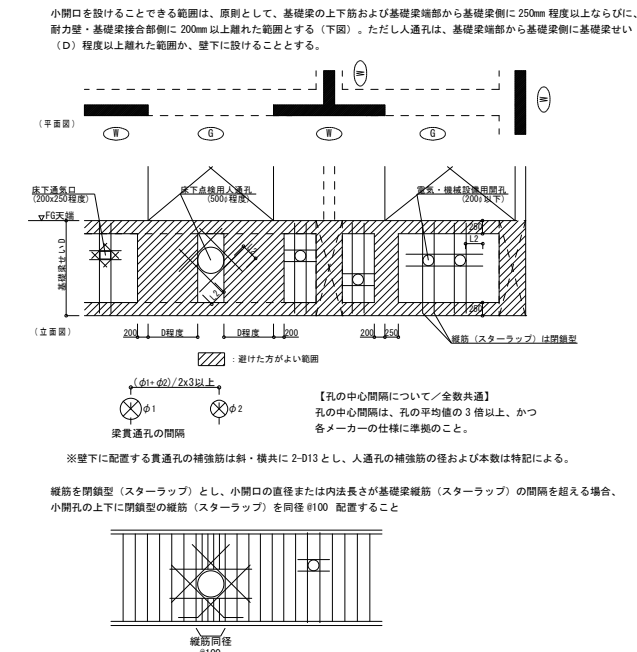 小開口を設けることできる範囲は、原則として、基礎梁の上下筋および基礎梁端部から基礎梁側に250mm 程度以上ならびに、
耐力壁・基礎梁接合部側に 200mm 以上離れた範囲とする（下図）。ただし人通孔は、基礎梁端部から基礎梁側に基礎せい
（D）程度以上離れた範囲か、壁下に設けることとする。
W
（平面図）
W
G
W
G
W
床下通気口
(200x250程度)
床下点検用人通孔
(500φ程度)
電気・機械設備用開孔
(200φ以下)
▽FG天端
250
L2
基礎梁せいD
L2
L2
250
（立面図）
200
D程度
D程度
200
200
250
縦筋（スターラップ）は閉鎖型
：避けた方がよい範囲
(φ1+φ2)/2x3以上
φ1
φ2
梁貫通孔の間隔
【孔の中心間隔について／全数共通】
孔の中心間隔は、孔の平均値の3倍以上、かつ
各メーカーの仕様に準拠のこと。
※壁下に配置する貫通孔の補強筋は斜・横共に 2-D13 とし、人通孔の補強筋の径および本数は特記による。
縦筋を閉鎖型（スターラップ）とし、小開口の直径または内法長さが基礎梁縦筋（スターラップ）の間隔を超える場合、
小開孔の上下に閉鎖型の縦筋（スターラップ）を同径 @100 配置すること
縦筋同径
@100